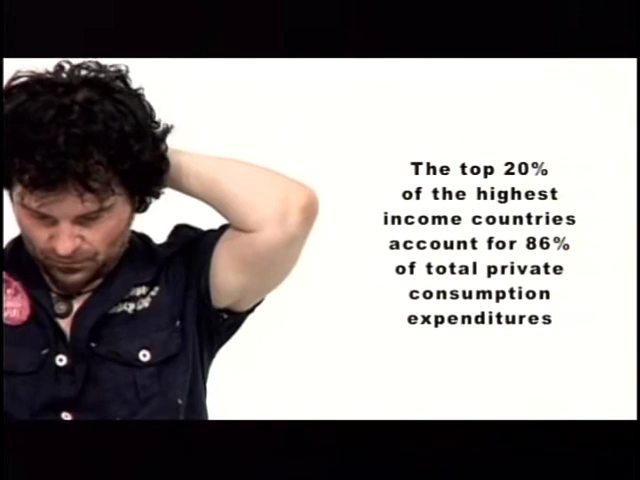 The top 20%
of the highest
income countries
account for 86%
of total private
consumption
expenditures